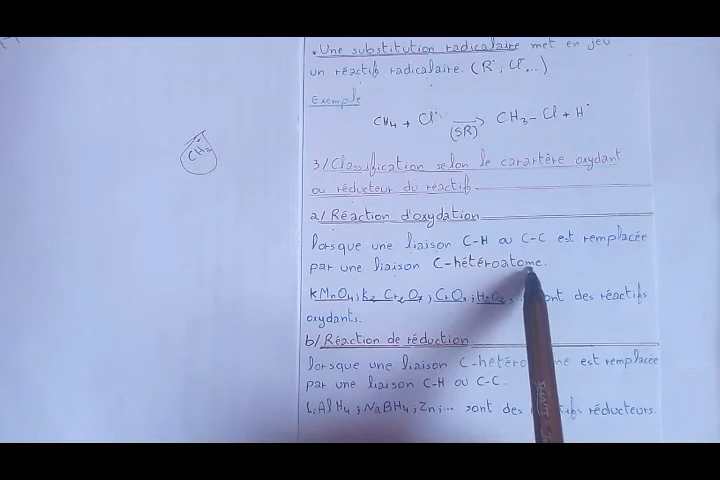 CH₂
. Une substitution radicalaire met en jeu
un réactif radicalaire. (R˙, Cl˙...)
Exemple
CH₄ + Cl˙ (SR) → CH₃ - Cl + H˙
3/ Classification selon le caractère oxydant
ou réducteur du réactif.
a/ Réaction d'oxydation
lorsque une liaison C-H ou C-C est remplacée
par une liaison C-hétéroatome.
KMnO₄, K₂Cr₂O₇, CrO₃, H₂O₂, des réactifs
oxydants.
b/ Réaction de réduction.
lorsque une liaison est remplacée
par une liaison C-H ou C-C.
LiAlH₄, NaBH₄, Zn,... sont des réducteurs.